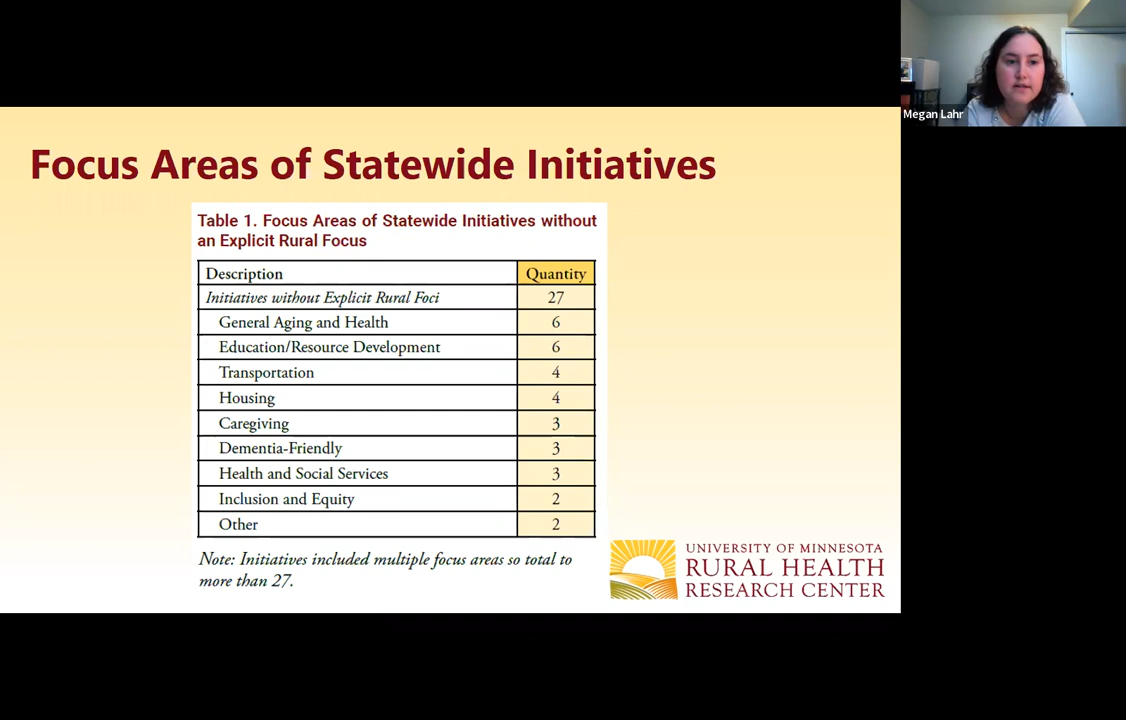 Megan Lahr
Focus Areas of Statewide Initiatives
Table 1. Focus Areas of Statewide Initiatives without
an Explicit Rural Focus
Description Quantity
Initiatives without Explicit Rural Foci 27
General Aging and Health 6
Education/Resource Development 6
Transportation 4
Housing 4
Caregiving 3
Dementia-Friendly 3
Health and Social Services 3
Inclusion and Equity 2
Other 2
Note: Initiatives included multiple focus areas so total to
more than 27.
UNIVERSITY OF MINNESOTA
RURAL HEALTH
RESEARCH CENTER